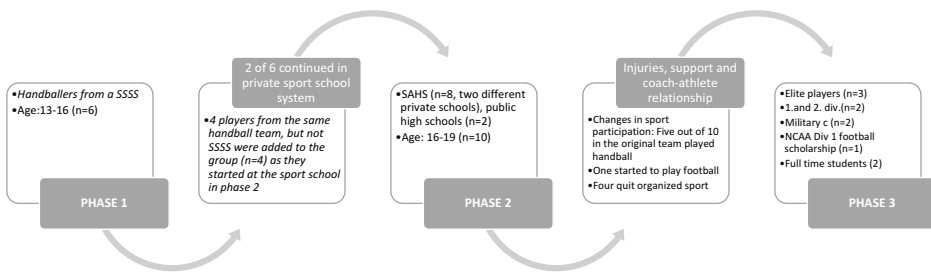 •Handballers from a SSSS
•Age:13-16 (n=6)
PHASE 1
2 of 6 continued in
private sport school
system
•4 players from the same
handball team, but not
SSSS were added to the
group (n=4) as they
started at the sport school
in phase 2
•SAHS (n=8, two different
private schools), public
high schools (n=2)
•Age: 16-19 (n=10)
PHASE 2
Injuries, support and
coach-athlete
relationship
•Changes in sport
participation: Five out of 10
in the original team played
handball
•One started to play football
•Four quit organized sport
•Elite players (n=3)
•1.and 2. div.(n=2)
•Military c (n=2)
•NCAA Div 1 football
scholarship (n=1)
•Full time students (2)
PHASE 3